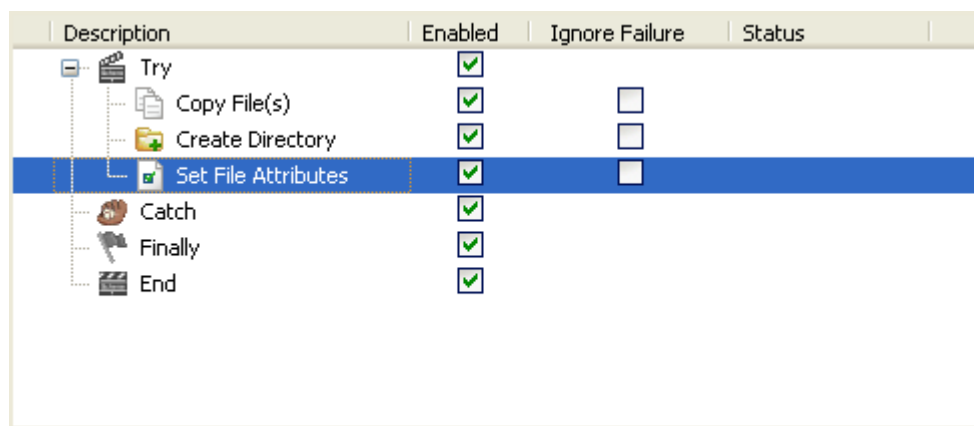 Description Enabled Ignore Failure Status
Try
Copy File(s)
Create Directory
Set File Attributes
Catch
Finally
End